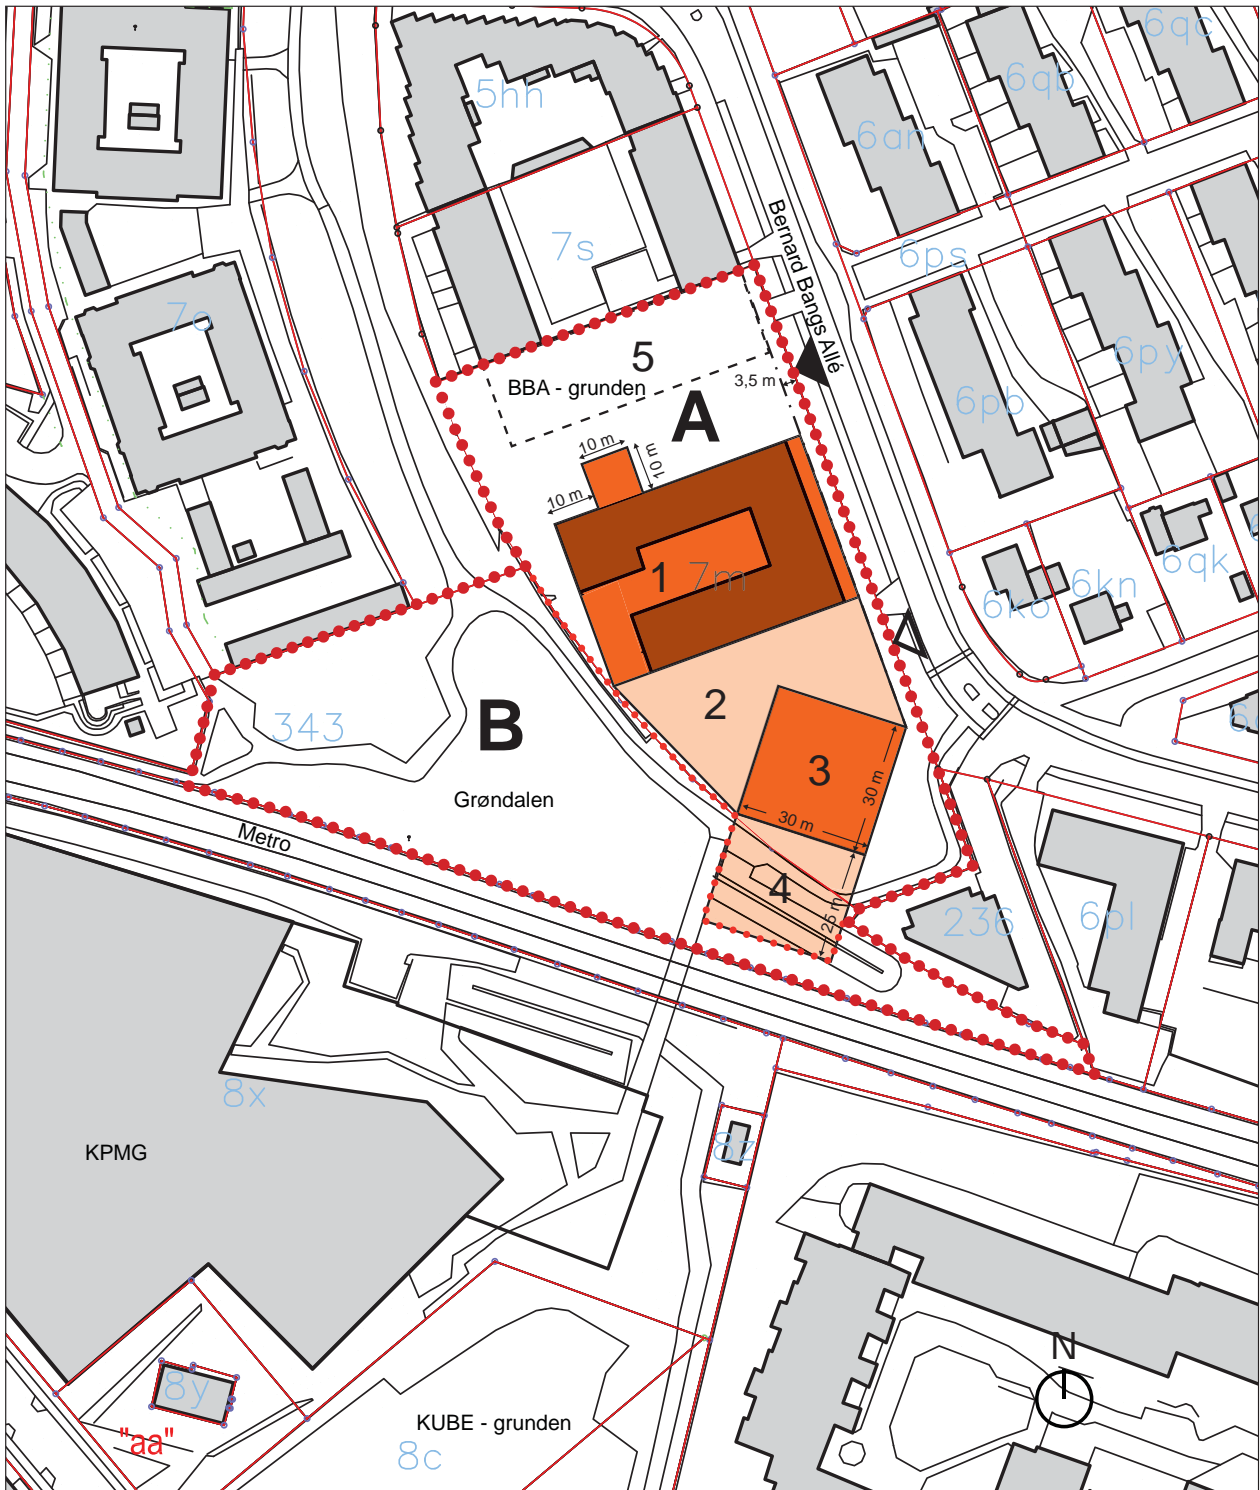 6qc
5hh
6qb
6an
Bernard Bangs Allé
7s
6ps
7o
5
BBA - grunden
3,5 m
6py
6pb
A
10 m
10 m
10 m
1
7m
6qk
6ko
6kn
2
B
343
3
30 m
30 m
Grøndalen
Metro
4
25 m
236
6pl
8x
KPMG
8z
N
8y
"aa"
KUBE - grunden
8c